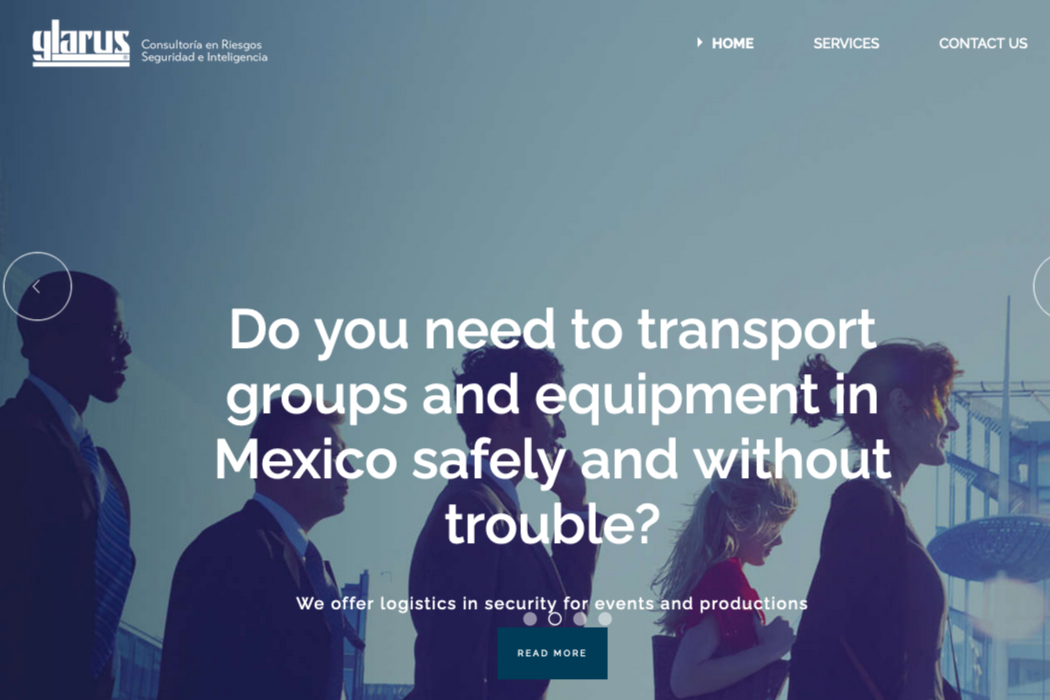 glarus
Consultoría en Riesgos
Seguridad e Inteligencia
HOME
SERVICES
CONTACT US
Do you need to transport
groups and equipment in
Mexico safely and without
trouble?
We offer logistics in security for events and productions
READ MORE